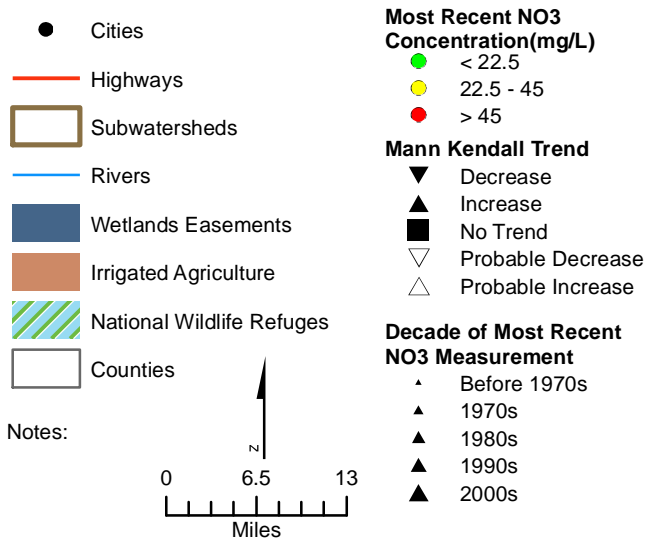 Cities
Highways
Subwatersheds
Rivers
Wetlands Easements
Irrigated Agriculture
National Wildlife Refuges
Counties
Notes:
z
0 6.5 13
Miles
Most Recent NO3
Concentration(mg/L)
< 22.5
22.5 - 45
> 45
Mann Kendall Trend
Decrease
Increase
No Trend
Probable Decrease
Probable Increase
Decade of Most Recent
NO3 Measurement
Before 1970s
1970s
1980s
1990s
2000s